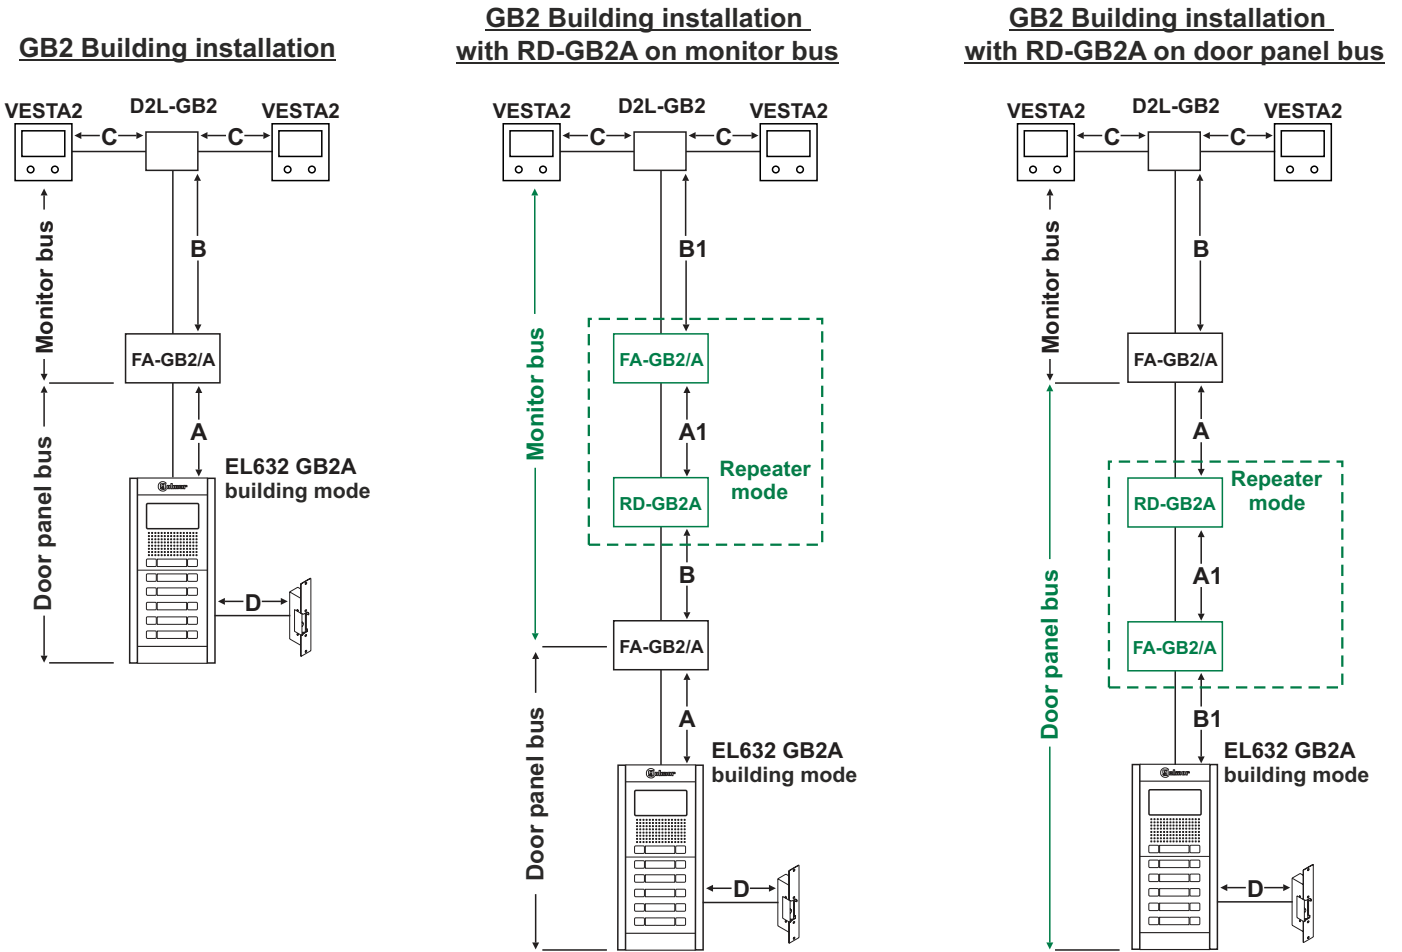 GB2 Building installation
VESTA2
D2L-GB2
VESTA2
C
C
Monitor bus
B
FA-GB2/A
A
Door panel bus
EL632 GB2A
building mode
golmar
D
GB2 Building installation
with RD-GB2A on monitor bus
VESTA2
D2L-GB2
VESTA2
C
C
Monitor bus
B1
FA-GB2/A
A1
Repeater
mode
RD-GB2A
B
FA-GB2/A
Door panel bus
A
EL632 GB2A
building mode
golmar
D
GB2 Building installation
with RD-GB2A on door panel bus
VESTA2
D2L-GB2
VESTA2
C
C
Monitor bus
B
FA-GB2/A
A
Door panel bus
Repeater
mode
RD-GB2A
A1
FA-GB2/A
B1
EL632 GB2A
building mode
golmar
D